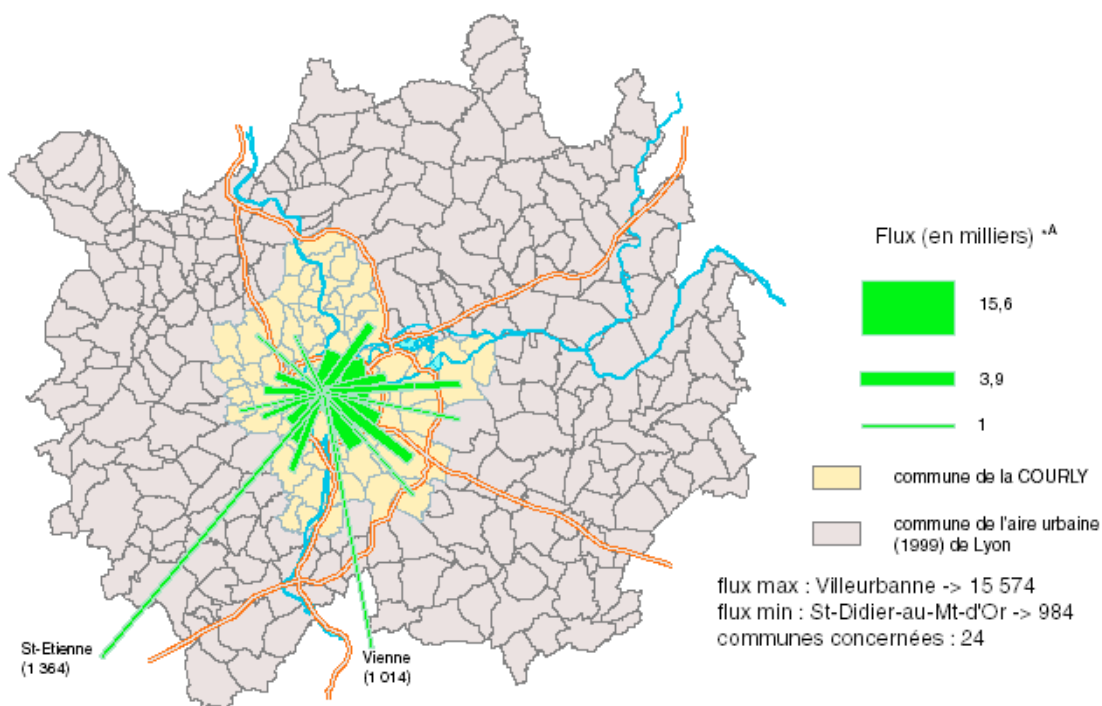 Flux (en milliers) *A
15,6
3,9
1
commune de la COURLY
commune de l'aire urbaine
(1999) de Lyon
flux max : Villeurbanne -> 15 574
flux min : St-Didier-au-Mt-d'Or -> 984
communes concernées : 24
St-Etienne
(1 364)
Vienne
(1 014)